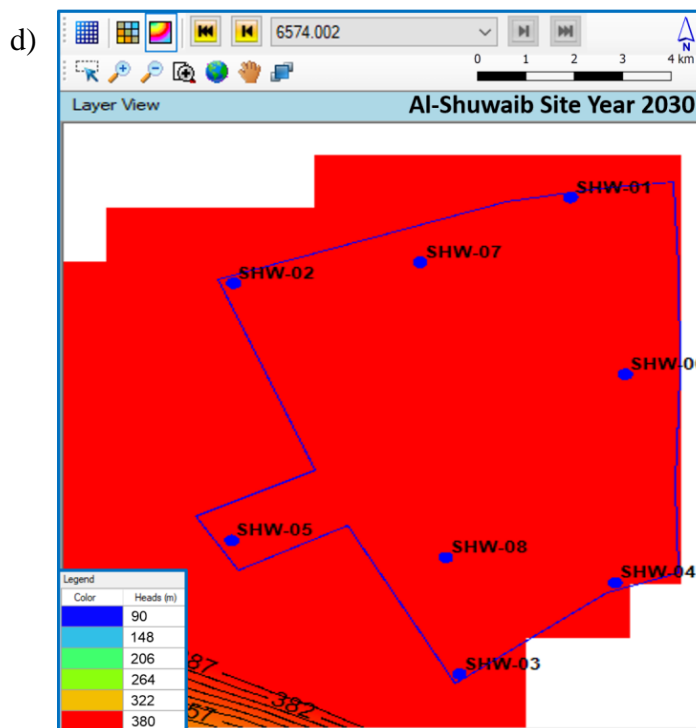 d)
6574.002
N
0 1 2 3 4 km
Layer View
Al-Shuwaib Site Year 2030
SHW-01
SHW-07
SHW-02
SHW-0
SHW-05
SHW-08
SHW-04
SHW-03
382
Legend
Color Heads (m)
90
148
206
264
322
380